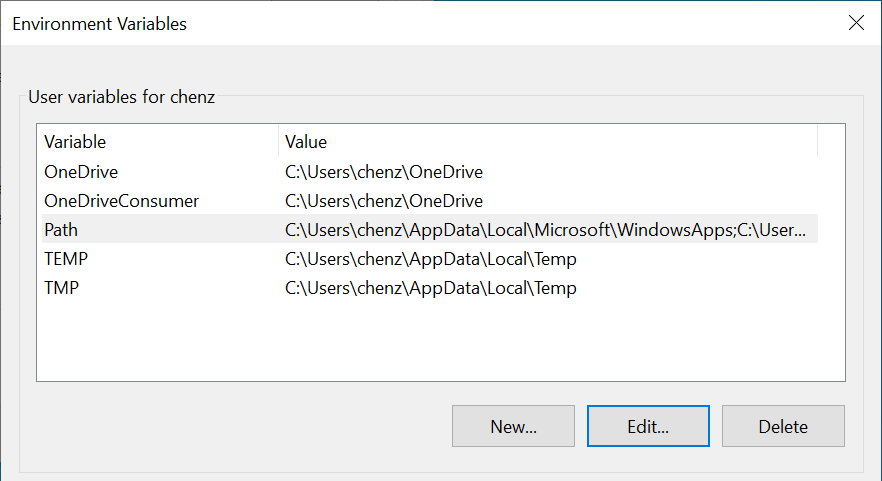 Environment Variables
User variables for chenz
Variable Value
OneDrive C:\Users\chenz\OneDrive
OneDriveConsumer C:\Users\chenz\OneDrive
Path C:\Users\chenz\AppData\Local\Microsoft\WindowsApps;C:\User...
TEMP C:\Users\chenz\AppData\Local\Temp
TMP C:\Users\chenz\AppData\Local\Temp
New... Edit... Delete